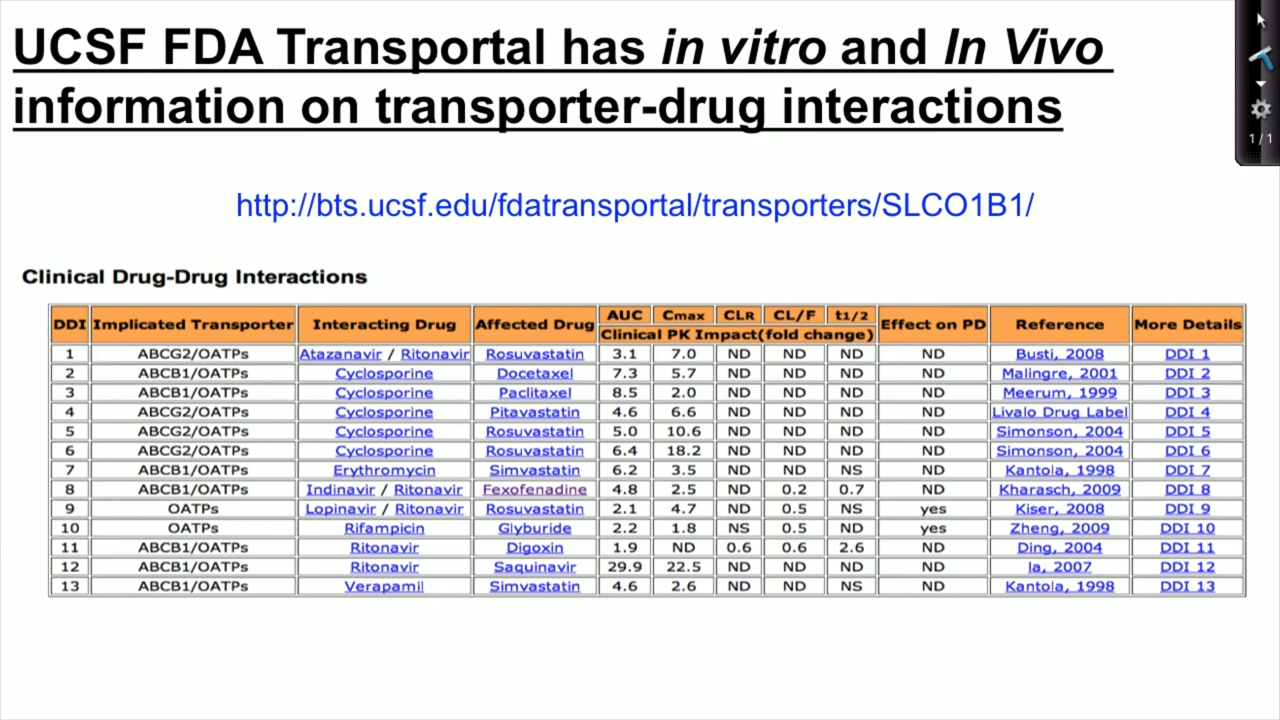 UCSF FDA Transportal has in vitro and In Vivo
information on transporter-drug interactions
1/1
http://bts.ucsf.edu/fdatransportal/transporters/SLCO1B1/
Clinical Drug-Drug Interactions
DDI Implicated Transporter Interacting Drug Affected Drug AUC Cmax CLR CL/F t1/2 Effect on PD Reference More Details
Clinical PK Impact(fold change)
1 ABCG2/OATPs Atazanavir / Ritonavir Rosuvastatin 3.1 7.0 ND ND ND ND Busti, 2008 DDI 1
2 ABCB1/OATPs Cyclosporine Docetaxel 7.3 5.7 ND ND ND ND Malingre, 2001 DDI 2
3 ABCB1/OATPs Cyclosporine Paclitaxel 8.5 2.0 ND ND ND ND Meerum, 1999 DDI 3
4 ABCG2/OATPs Cyclosporine Pitavastatin 4.6 6.6 ND ND ND ND Livalo Drug Label DDI 4
5 ABCG2/OATPs Cyclosporine Rosuvastatin 5.0 10.6 ND ND ND ND Simonson, 2004 DDI 5
6 ABCG2/OATPs Cyclosporine Rosuvastatin 6.4 18.2 ND ND ND ND Simonson, 2004 DDI 6
7 ABCB1/OATPs Erythromycin Simvastatin 6.2 3.5 ND ND NS ND Kantola, 1998 DDI 7
8 ABCB1/OATPs Indinavir / Ritonavir Fexofenadine 4.8 2.5 ND 0.2 0.7 ND Kharasch, 2009 DDI 8
9 OATPs Lopinavir / Ritonavir Rosuvastatin 2.1 4.7 ND 0.5 NS yes Kiser, 2008 DDI 9
10 OATPs Rifampicin Glyburide 2.2 1.8 NS 0.5 ND yes Zheng, 2009 DDI 10
11 ABCB1/OATPs Ritonavir Digoxin 1.9 ND 0.6 0.6 2.6 ND Ding, 2004 DDI 11
12 ABCB1/OATPs Ritonavir Saquinavir 29.9 22.5 ND ND ND ND la, 2007 DDI 12
13 ABCB1/OATPs Verapamil Simvastatin 4.6 2.6 ND ND NS ND Kantola, 1998 DDI 13